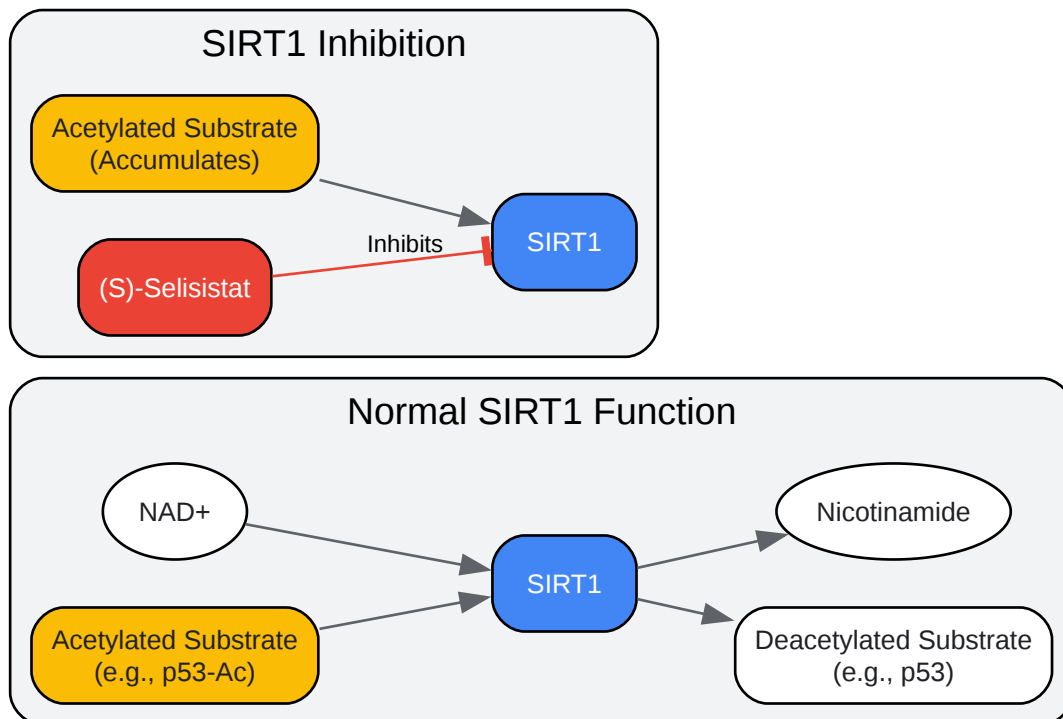 SIRT1 Inhibition
Acetylated Substrate
(Accumulates)
SIRT1
Inhibits
(S)-Selisistat
Normal SIRT1 Function
NAD+
Nicotinamide
SIRT1
Acetylated Substrate
(e.g., p53-Ac)
Deacetylated Substrate
(e.g., p53)